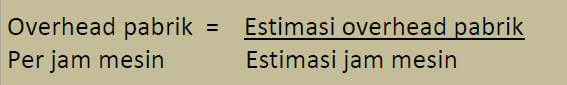 Overhead pabrik = Estimasi overhead pabrik
Per jam mesin Estimasi jam mesin